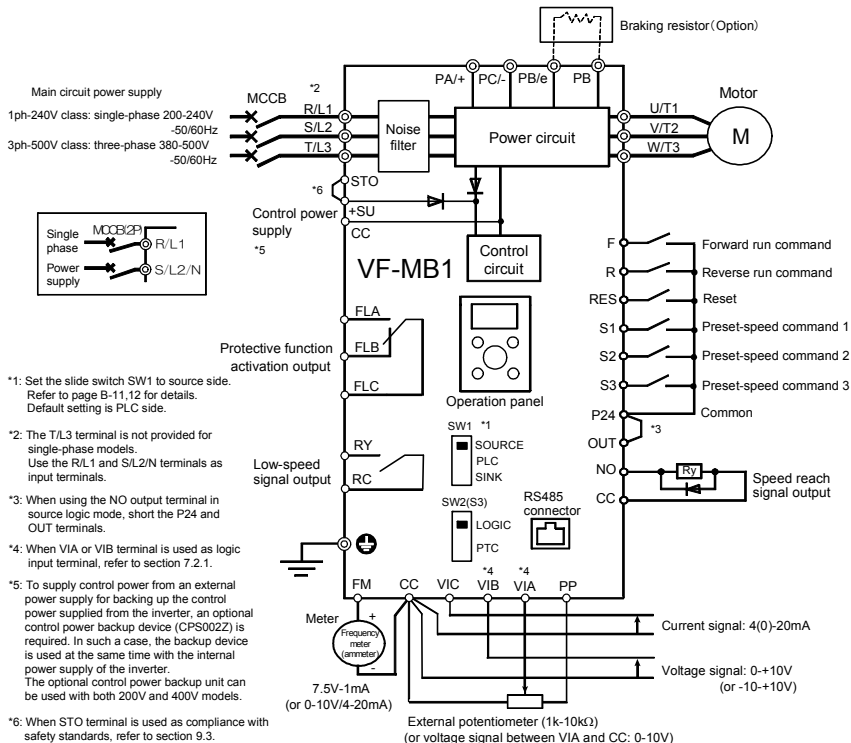 Braking resistor (Option)
PA/+ PC/- PB/e PB
Main circuit power supply
MCCB
*2
Motor
1ph-240V class: single-phase 200-240V
-50/60Hz
3ph-500V class: three-phase 380-500V
-50/60Hz
R/L1
S/L2
T/L3
Noise
filter
Power circuit
U/T1
V/T2
W/T3
M
*6
STO
+SU
CC
Control power
supply
*5
Control
circuit
VF-MB1
Single
phase
Power
supply
MCCB(2P)
R/L1
S/L2/N
F
Forward run command
R
Reverse run command
RES
Reset
S1
Preset-speed command 1
S2
Preset-speed command 2
S3
Preset-speed command 3
P24
Common
*3
OUT
NO
Ry
CC
Speed reach
signal output
FLA
FLB
FLC
Protective function
activation output
Operation panel
RY
RC
Low-speed
signal output
SW1 *1
SOURCE
PLC
SINK
SW2(S3)
LOGIC
PTC
RS485
connector
*1: Set the slide switch SW1 to source side.
Refer to page B-11,12 for details.
Default setting is PLC side.
*2: The T/L3 terminal is not provided for
single-phase models.
Use the R/L1 and S/L2/N terminals as
input terminals.
*3: When using the NO output terminal in
source logic mode, short the P24 and
OUT terminals.
*4: When VIA or VIB terminal is used as logic
input terminal, refer to section 7.2.1.
*5: To supply control power from an external
power supply for backing up the control
power supplied from the inverter, an optional
control power backup device (CPS002Z) is
required. In such a case, the backup device
is used at the same time with the internal
power supply of the inverter.
The optional control power backup unit can
be used with both 200V and 400V models.
*6: When STO terminal is used as compliance with
safety standards, refer to section 9.3.
*4 *4
FM CC VIC VIB VIA PP
Meter
+
Frequency
meter
(ammeter)
-
7.5V-1mA
(or 0-10V/4-20mA)
Current signal: 4(0)-20mA
Voltage signal: 0-+10V
(or -10-+10V)
External potentiometer (1k-10kΩ)
(or voltage signal between VIA and CC: 0-10V)